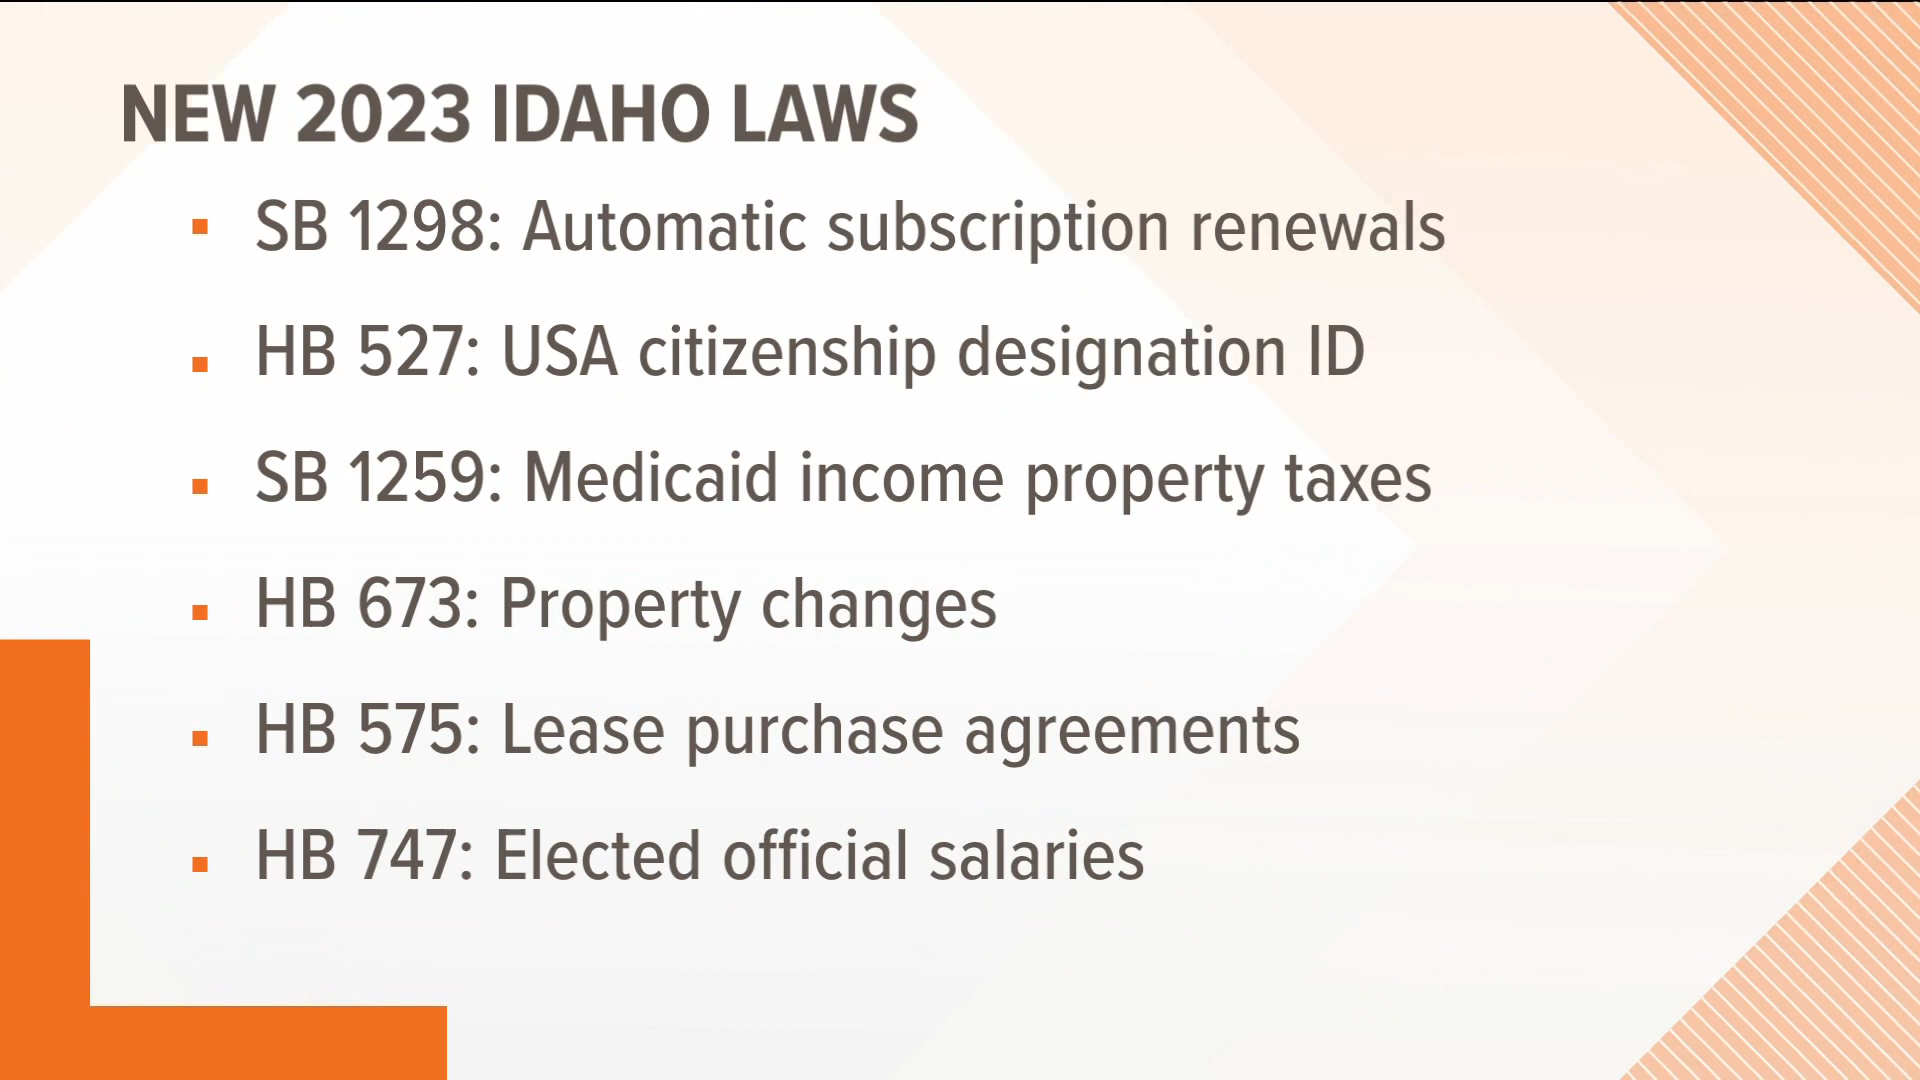 NEW 2023 IDAHO LAWS
SB 1298: Automatic subscription renewals
HB 527: USA citizenship designation ID
SB 1259: Medicaid income property taxes
HB 673: Property changes
HB 575: Lease purchase agreements
HB 747: Elected official salaries